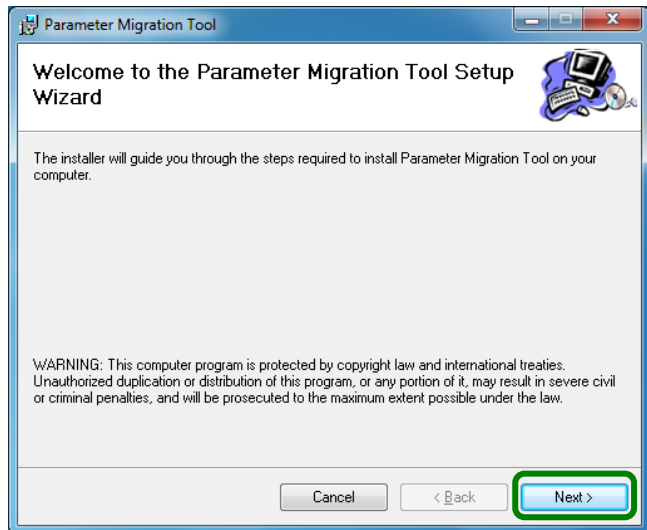 Parameter Migration Tool
Welcome to the Parameter Migration Tool Setup
Wizard
The installer will guide you through the steps required to install Parameter Migration Tool on your
computer.
WARNING: This computer program is protected by copyright law and international treaties.
Unauthorized duplication or distribution of this program, or any portion of it, may result in severe civil
or criminal penalties, and will be prosecuted to the maximum extent possible under the law.
Cancel
< Back
Next >